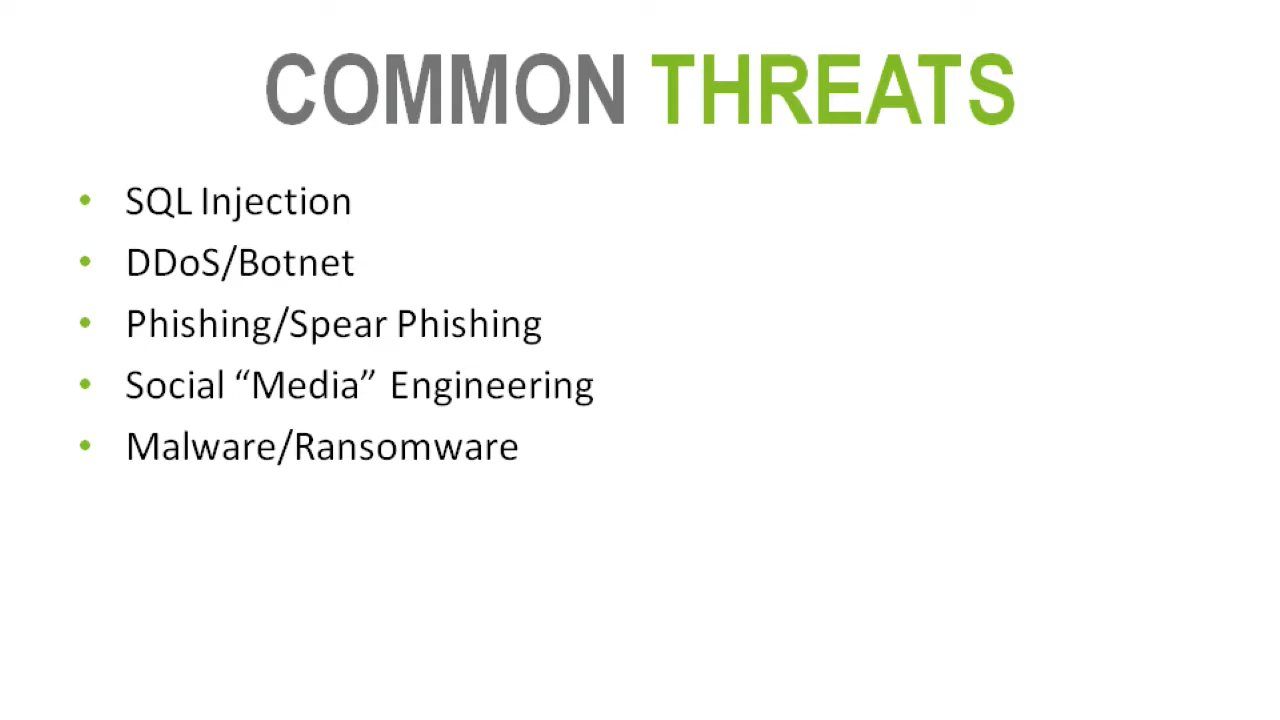 COMMON THREATS
• SQL Injection
• DDoS/Botnet
• Phishing/Spear Phishing
• Social “Media” Engineering
• Malware/Ransomware